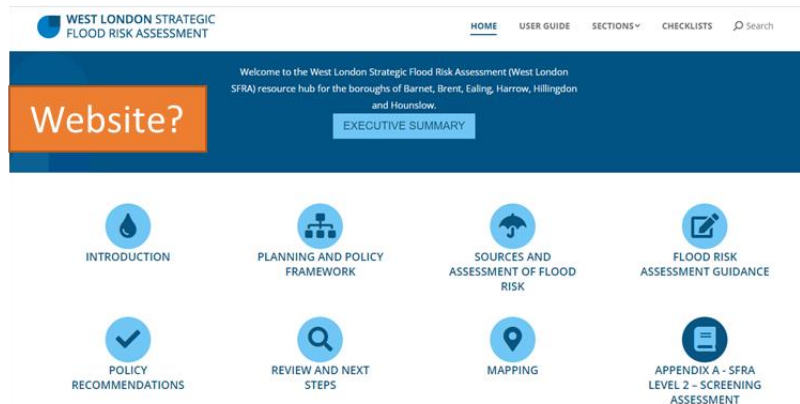 WEST LONDON STRATEGIC
FLOOD RISK ASSESSMENT
HOME USER GUIDE SECTIONS CHECKLISTS Search
Welcome to the West London Strategic Flood Risk Assessment (West London
SFRA) resource hub for the boroughs of Barnet, Brent, Ealing, Harrow, Hillingdon
and Hounslow.
Website?
EXECUTIVE SUMMARY
INTRODUCTION
PLANNING AND POLICY
FRAMEWORK
SOURCES AND
ASSESSMENT OF FLOOD
RISK
FLOOD RISK
ASSESSMENT GUIDANCE
POLICY
RECOMMENDATIONS
REVIEW AND NEXT
STEPS
MAPPING
APPENDIX A - SFRA
LEVEL 2 – SCREENING
ASSESSMENT